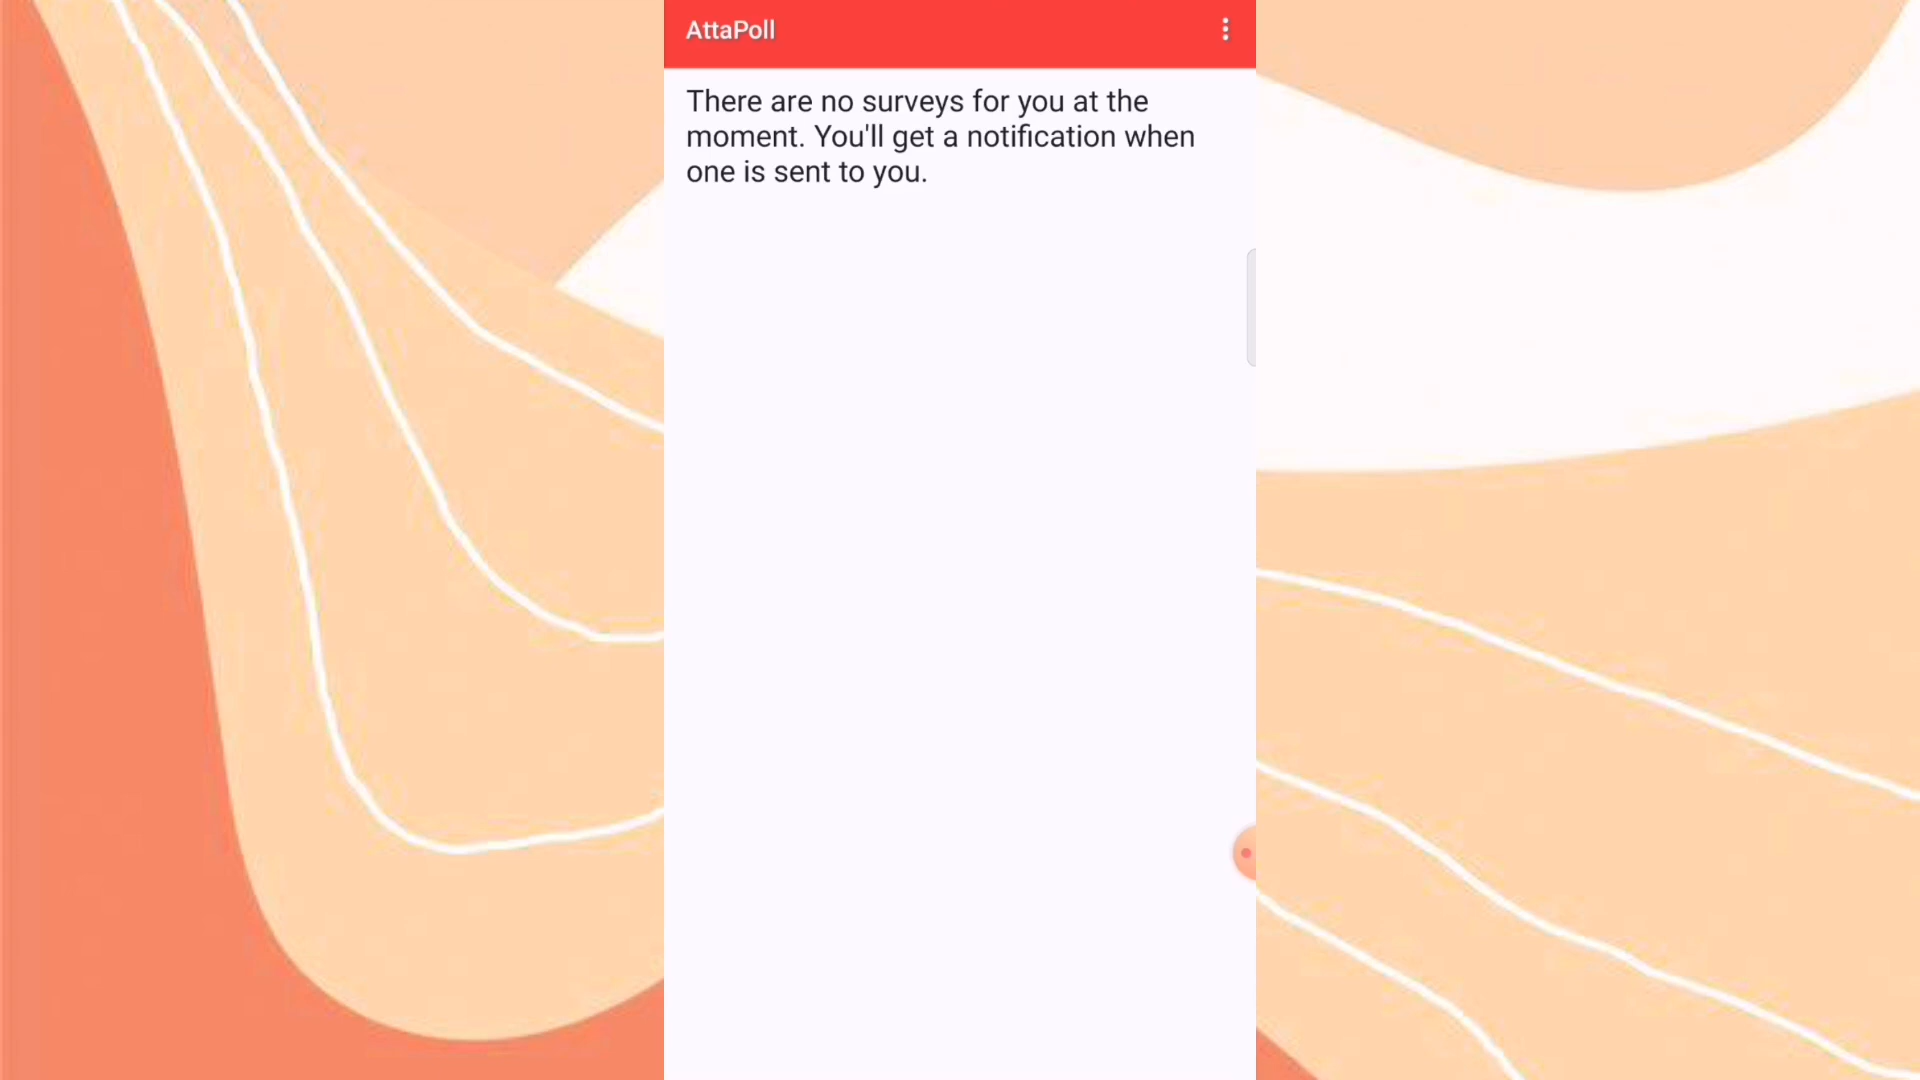 AttaPoll
There are no surveys for you at the
moment. You'll get a notification when
one is sent to you.